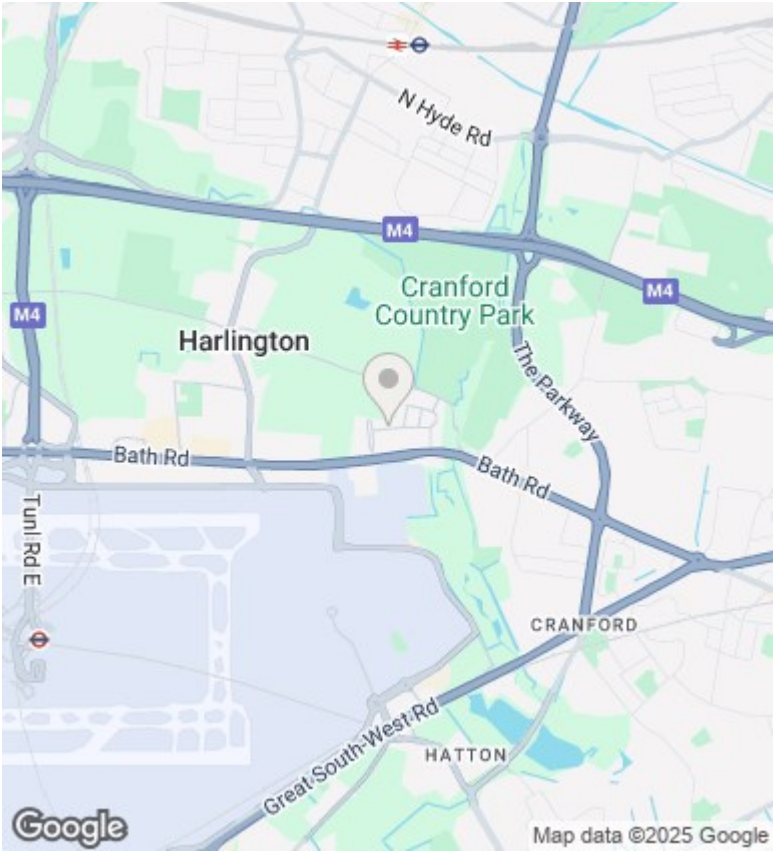 N Hyde Rd
M4
Cranford
Country Park
M4
M4
Harlington
The Parkway
Bath Rd
Bath Rd
Tunl Rd E
CRANFORD
Great South-West Rd
HATTON
Google
Map data ©2025 Google